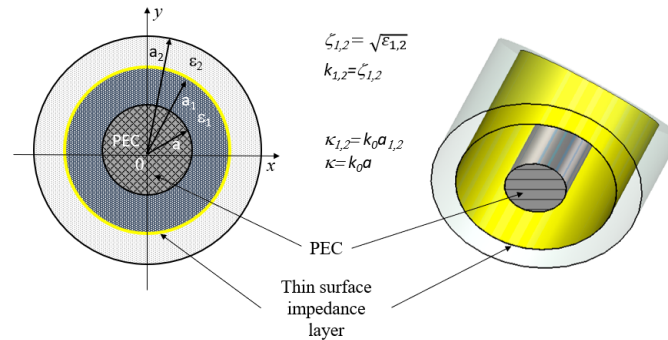 y
a₂
ε₂
a₁
ε₁
PEC
a
0
x
ζ₁,₂ = √ε₁,₂
k₁,₂=ζ₁,₂
κ₁,₂=k₀a₁,₂
κ=k₀a
PEC
Thin surface
impedance
layer